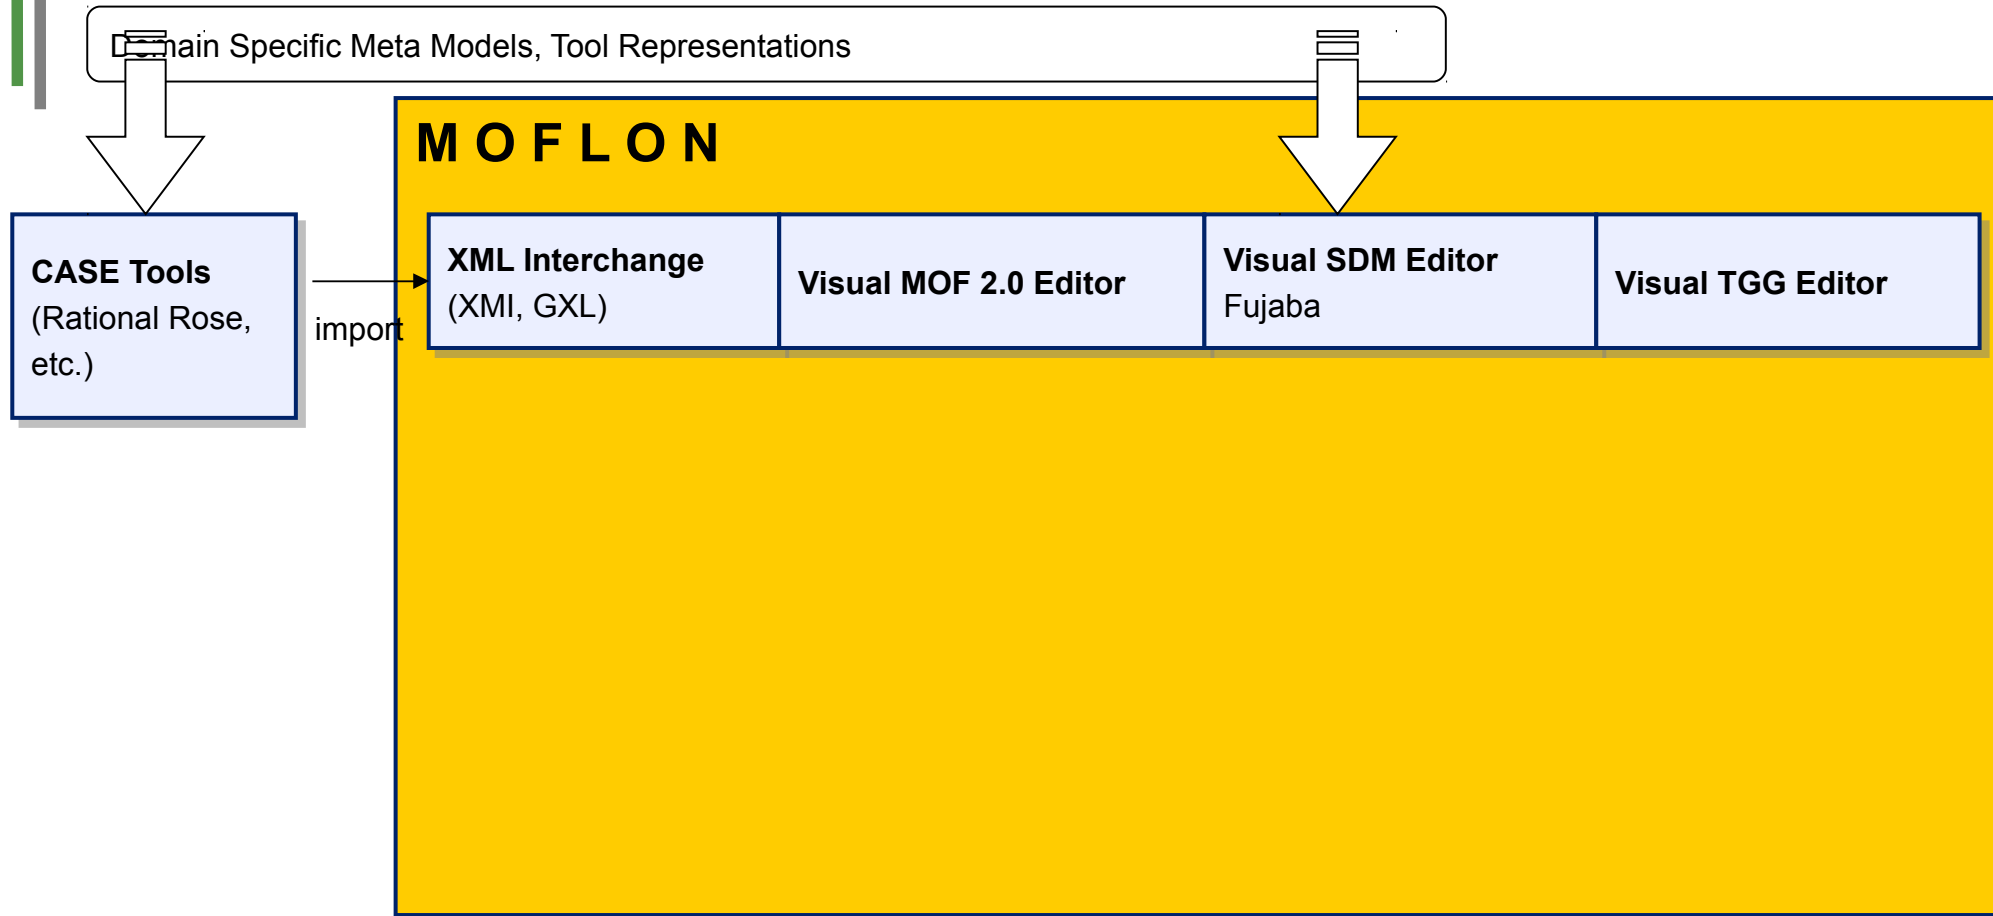 Domain Specific Meta Models, Tool Representations
M O F L O N
CASE Tools
(Rational Rose,
etc.)
import
XML Interchange
(XMI, GXL)
Visual MOF 2.0 Editor
Visual SDM Editor
Fujaba
Visual TGG Editor